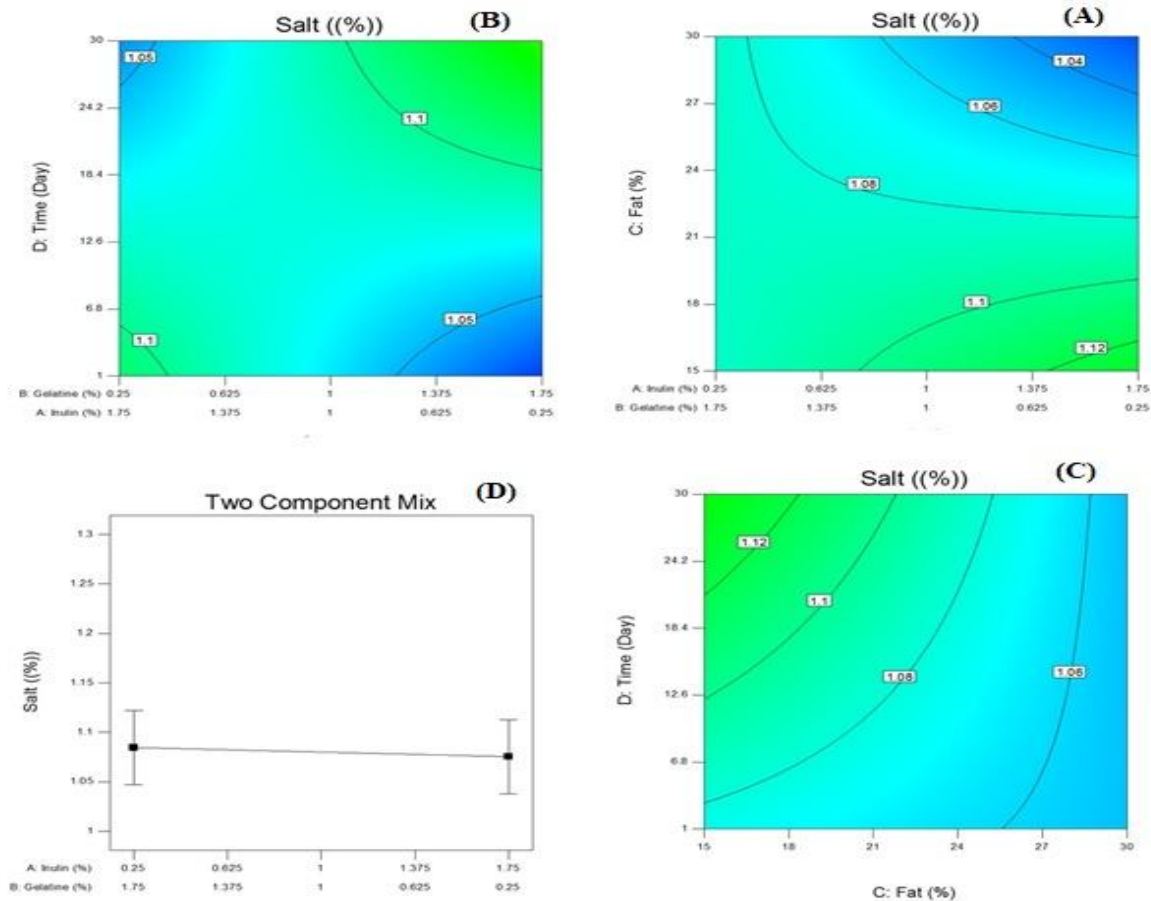 Salt ((%)) (B)
D: Time (Day)
30
24.2
18.4
12.6
6.8
1
1.05
1.1
1.1
1.05
B: Gelatine (%) 0.25 0.625 1 1.375 1.75
A: Inulin (%) 1.75 1.375 1 0.625 0.25
Salt ((%)) (A)
C: Fat (%)
30
27
24
21
18
15
1.04
1.06
1.08
1.1
1.12
A: Inulin (%) 0.25 0.625 1 1.375 1.75
B: Gelatine (%) 1.75 1.375 1 0.625 0.25
Two Component Mix (D)
Salt ((%))
1.3
1.25
1.2
1.15
1.1
1.05
1
A: Inulin (%) 0.25 0.625 1 1.375 1.75
B: Gelatine (%) 1.75 1.375 1 0.625 0.25
Salt ((%)) (C)
D: Time (Day)
30
24.2
18.4
12.6
6.8
1
1.12
1.1
1.08
1.06
15 18 21 24 27 30
C: Fat (%)